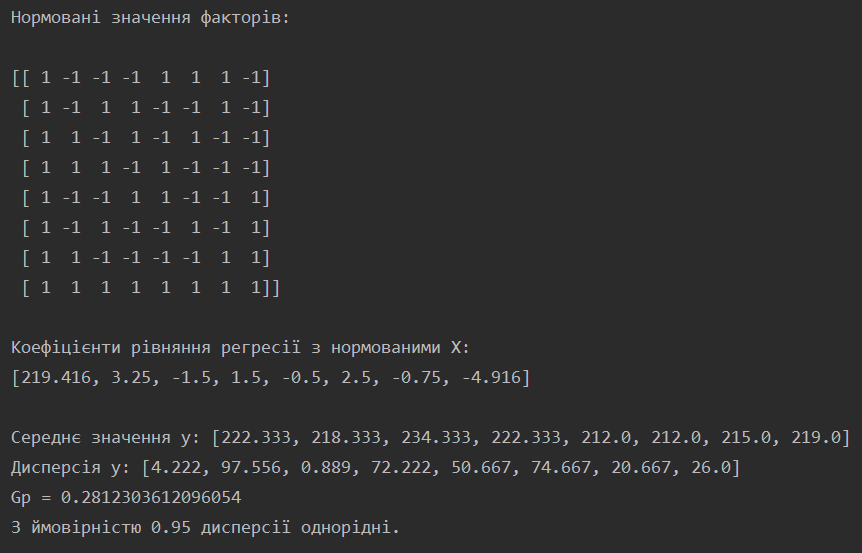 Нормовані значення факторів:
[[ 1 -1 -1 -1  1  1  1 -1]
 [ 1 -1  1  1 -1 -1  1 -1]
 [ 1  1 -1  1 -1  1 -1 -1]
 [ 1  1  1 -1  1 -1 -1 -1]
 [ 1 -1 -1  1  1 -1 -1  1]
 [ 1 -1  1 -1 -1  1 -1  1]
 [ 1  1 -1 -1 -1 -1  1  1]
 [ 1  1  1  1  1  1  1  1]]
Коефіцієнти рівняння регресії з нормованими X:
[219.416, 3.25, -1.5, 1.5, -0.5, 2.5, -0.75, -4.916]
Середнє значення y: [222.333, 218.333, 234.333, 222.333, 212.0, 212.0, 215.0, 219.0]
Дисперсія y: [4.222, 97.556, 0.889, 72.222, 50.667, 74.667, 20.667, 26.0]
Gp = 0.2812303612096054
З ймовірністю 0.95 дисперсії однорідні.